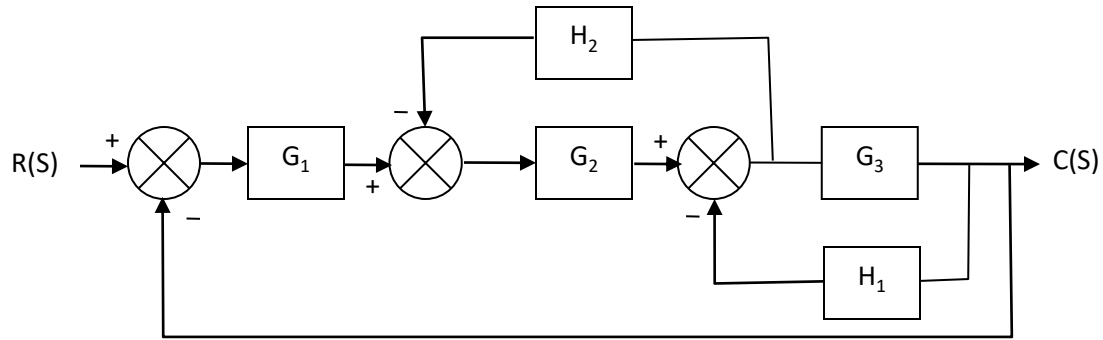 H₂
−
+
+
R(S)
G₁
G₂
G₃
C(S)
+
−
−
H₁